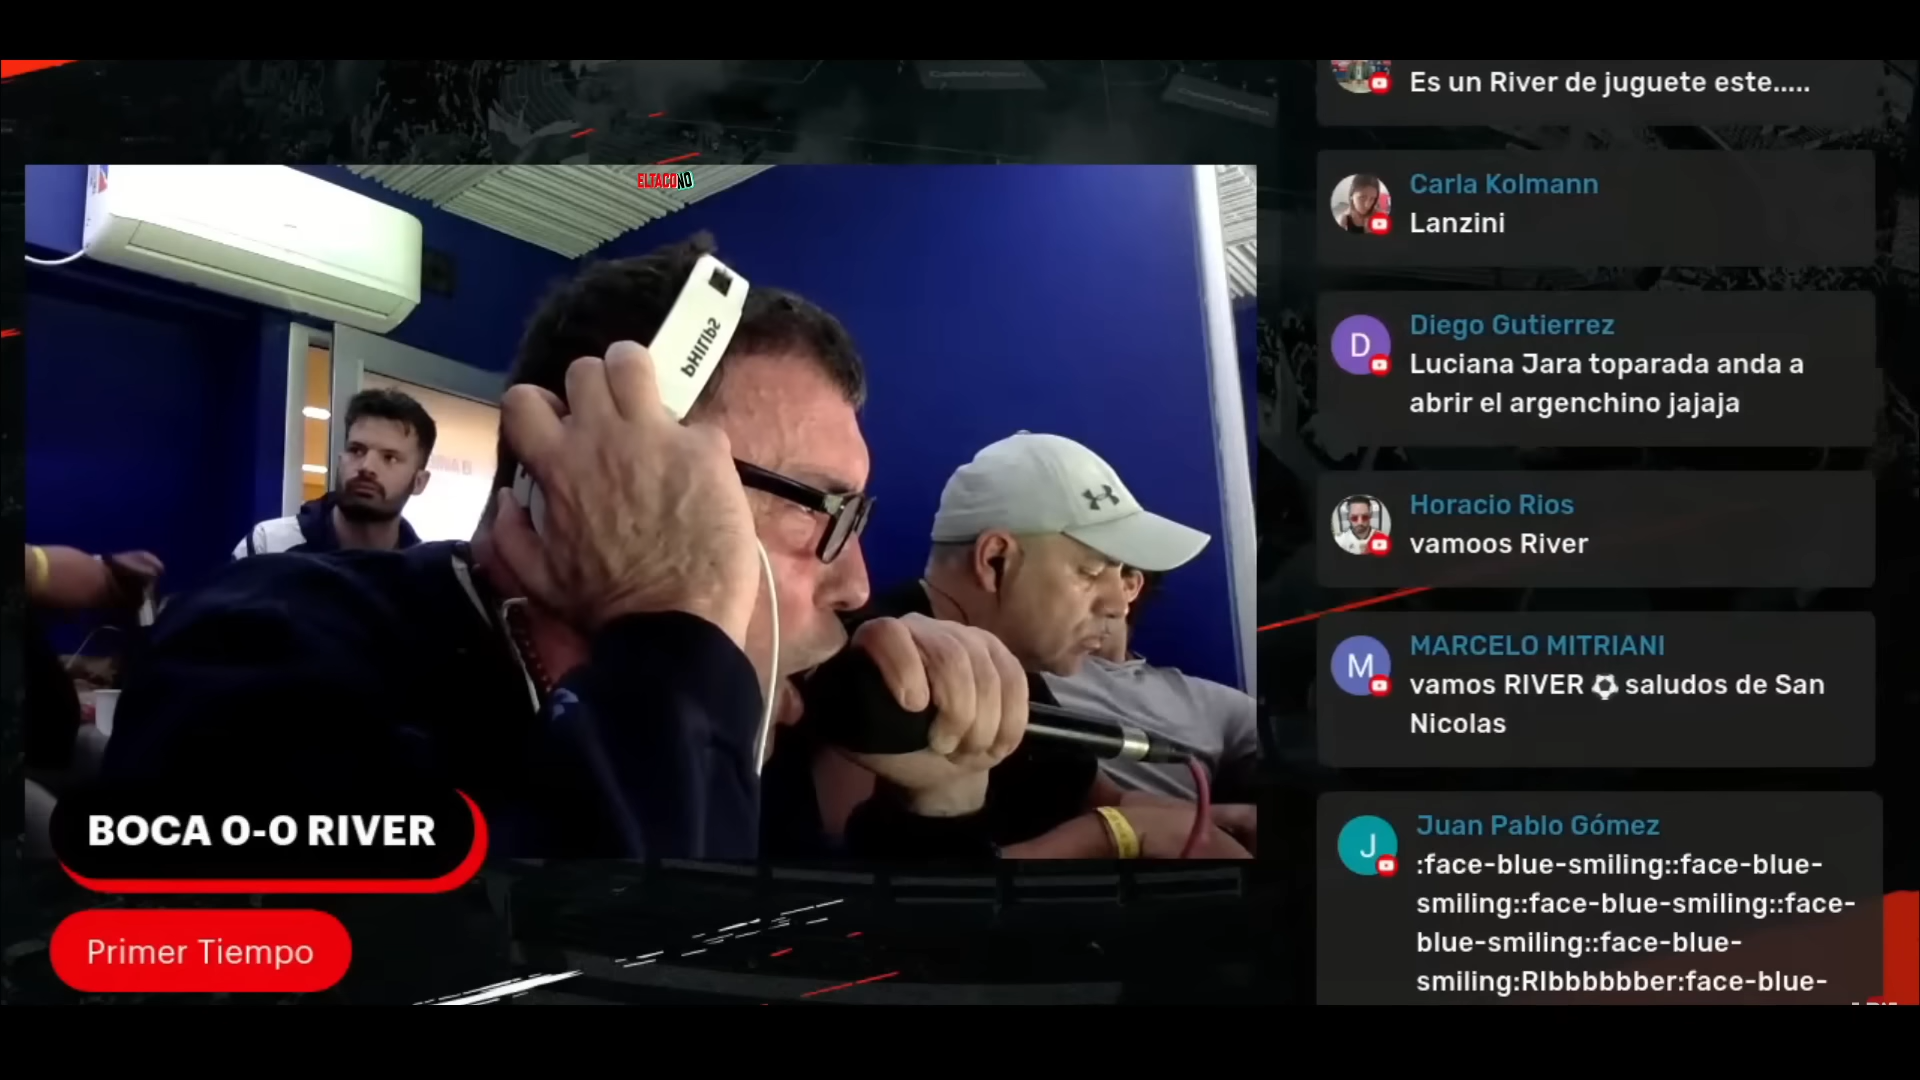 Es un River de juguete este.....
ELTACONO
Carla Kolmann
Lanzini
Diego Gutierrez
Luciana Jara toparada anda a
abrir el argenchino jajaja
Horacio Rios
vamoos River
MARCELO MITRIANI
vamos RIVER ⚽ saludos de San
Nicolas
Juan Pablo Gómez
:face-blue-smiling::face-blue-
smiling::face-blue-smiling::face-
blue-smiling::face-blue-
smiling:RIbbbbbber:face-blue-
PHILIPS
D
M
J
BOCA 0-0 RIVER
Primer Tiempo